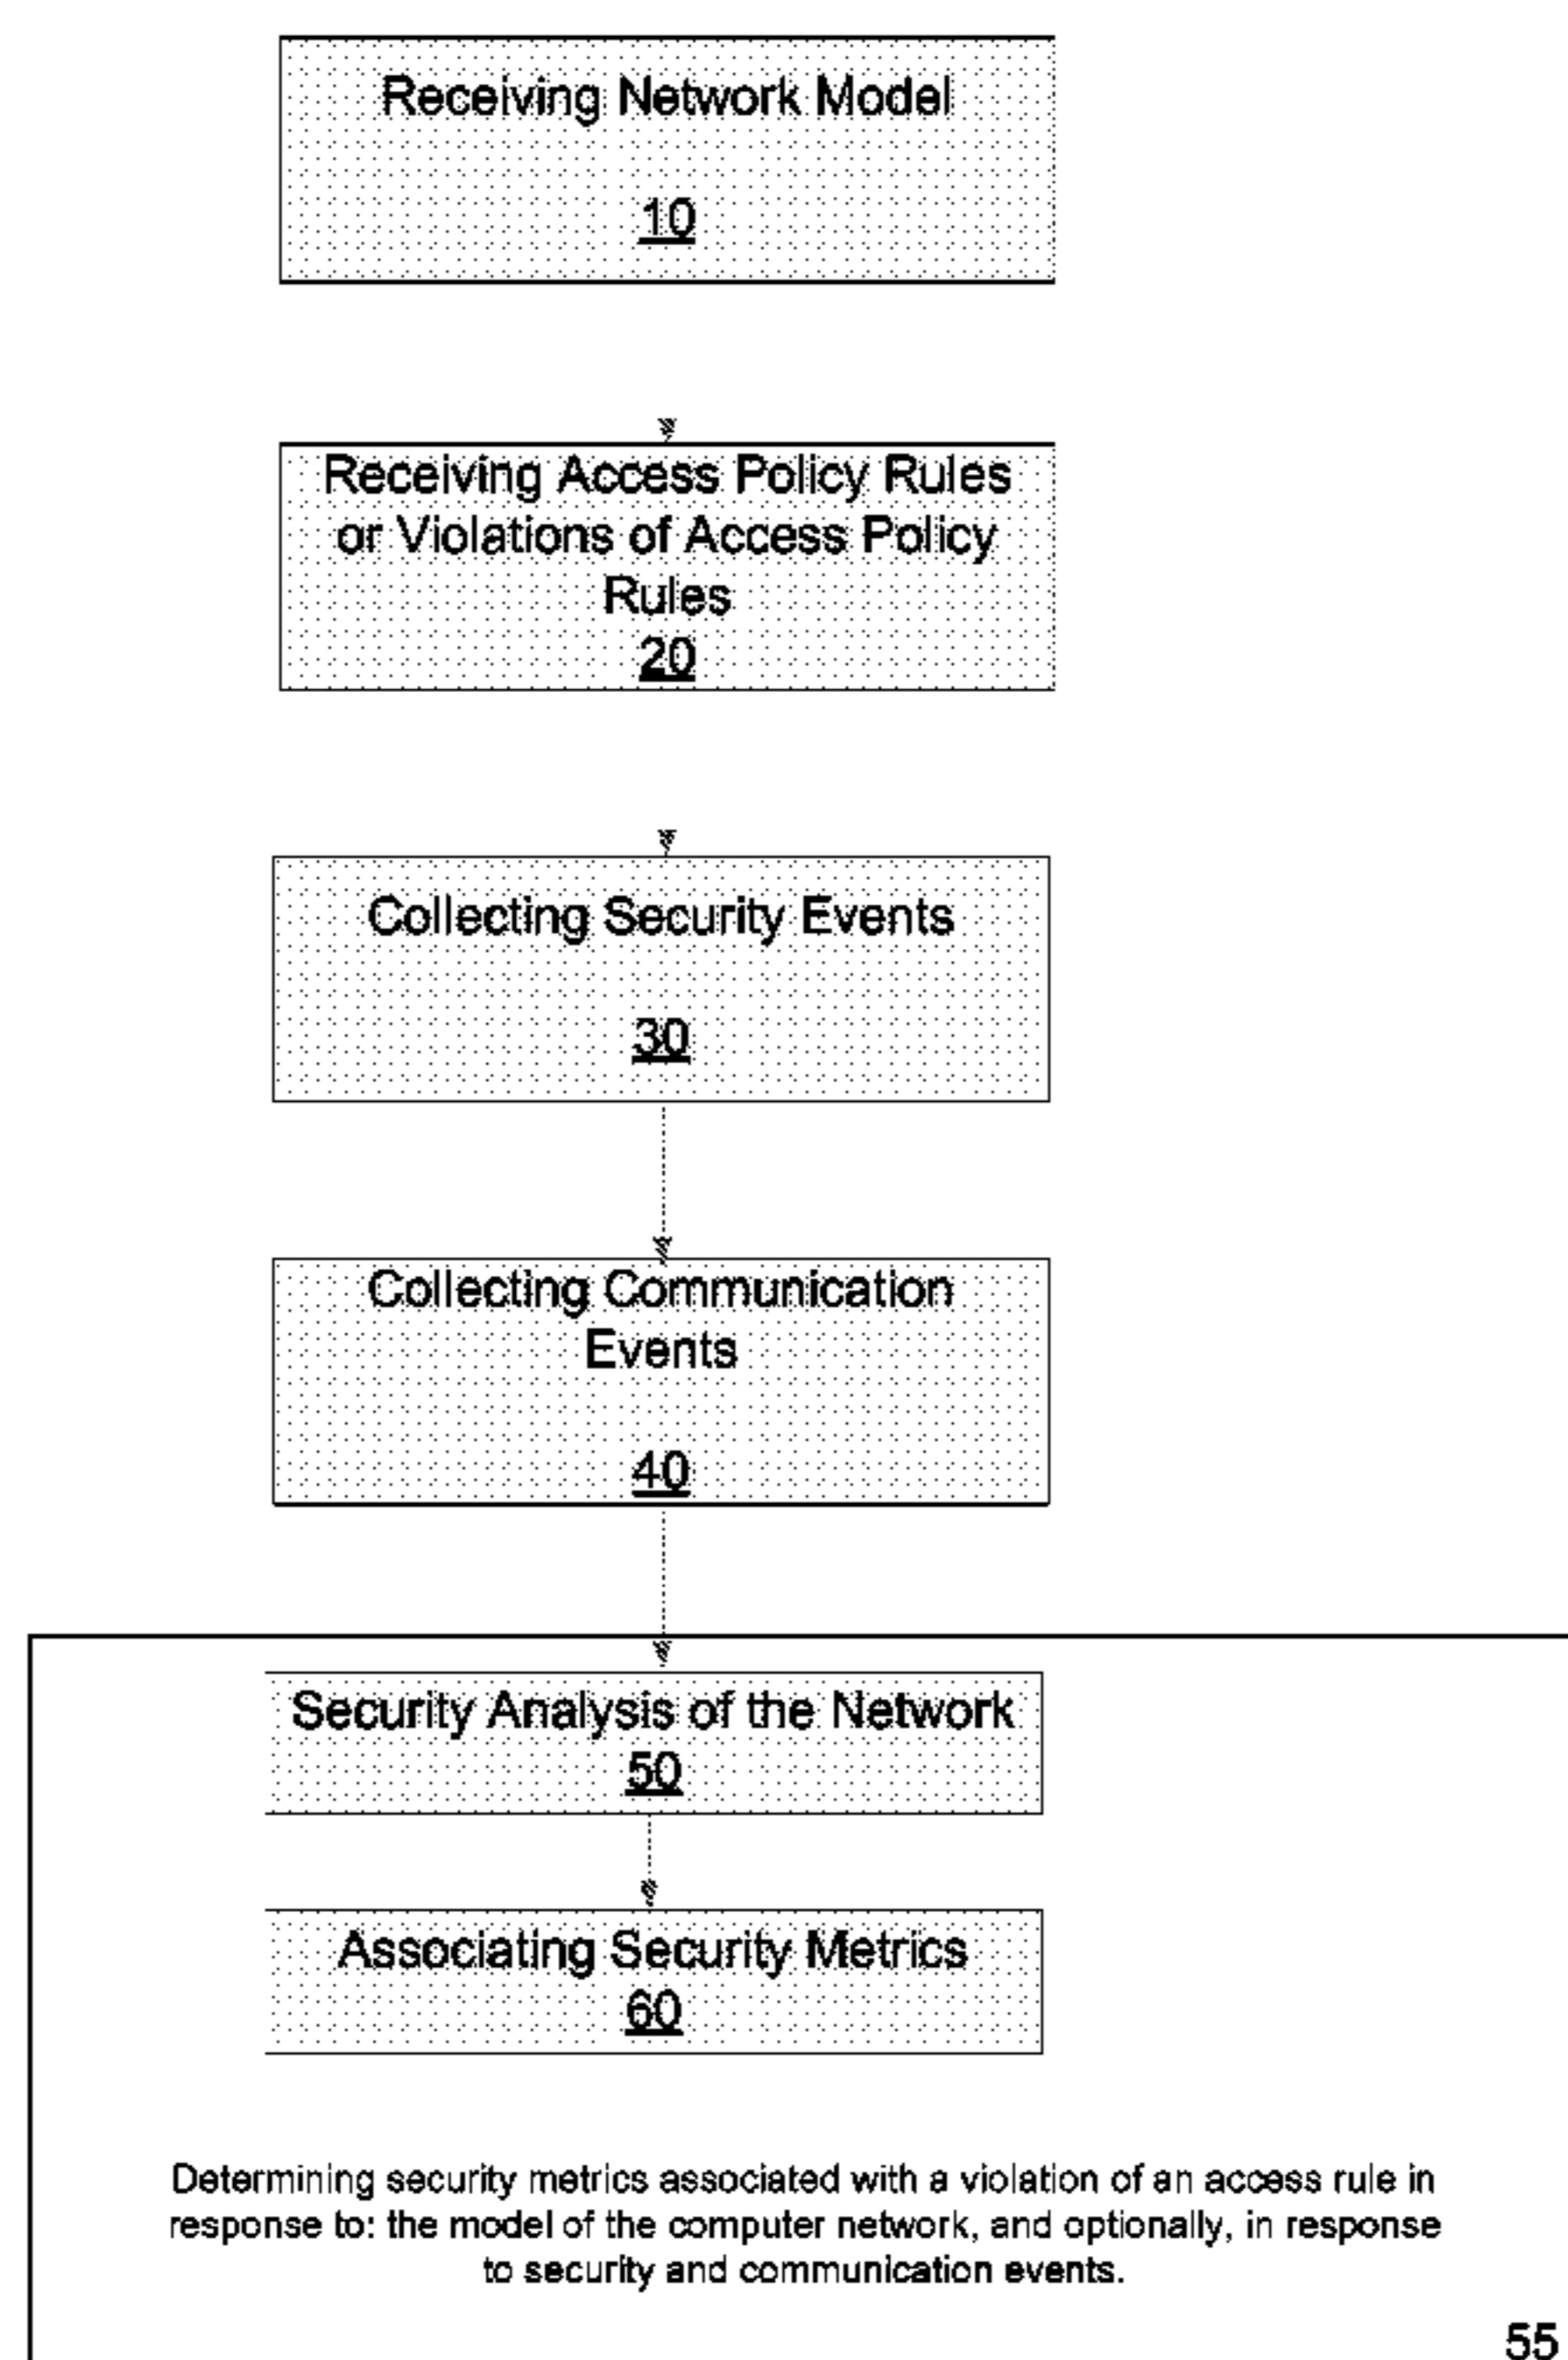 Receiving Network Model
10
Receiving Access Policy Rules
or Violations of Access Policy
Rules
20
Collecting Security Events
30
Collecting Communication
Events
40
Security Analysis of the Network
50
Associating Security Metrics
60
Determining security metrics associated with a violation of an access rule in
response to: the model of the computer network, and optionally, in response
to security and communication events.
55